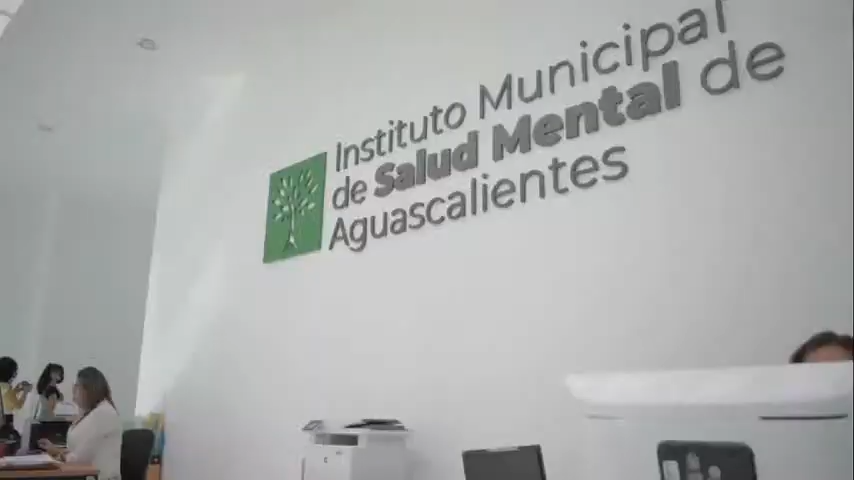 Instituto Municipal
de Salud Mental de
Aguascalientes